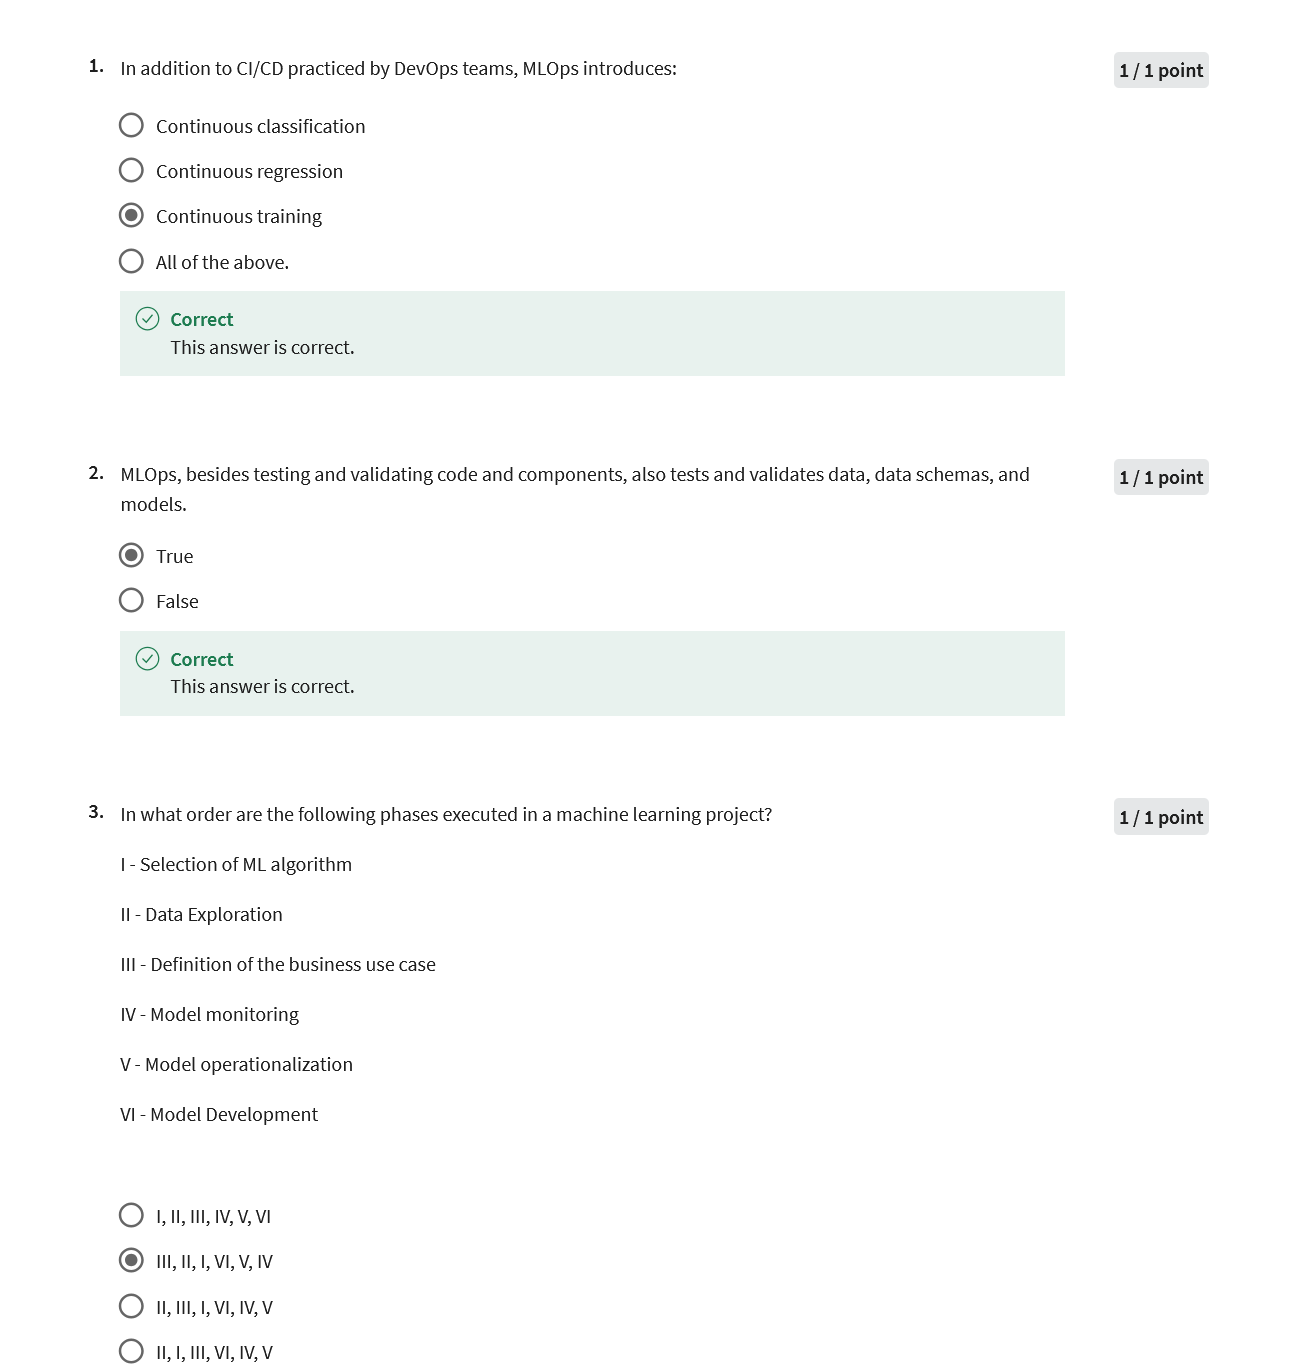 1. In addition to CI/CD practiced by DevOps teams, MLOps introduces:
1 / 1 point
Continuous classification
Continuous regression
Continuous training
All of the above.
Correct
This answer is correct.
2. MLOps, besides testing and validating code and components, also tests and validates data, data schemas, and
models.
1 / 1 point
True
False
Correct
This answer is correct.
3. In what order are the following phases executed in a machine learning project?
1 / 1 point
I - Selection of ML algorithm
II - Data Exploration
III - Definition of the business use case
IV - Model monitoring
V - Model operationalization
VI - Model Development
I, II, III, IV, V, VI
III, II, I, VI, V, IV
II, III, I, VI, IV, V
II, I, III, VI, IV, V